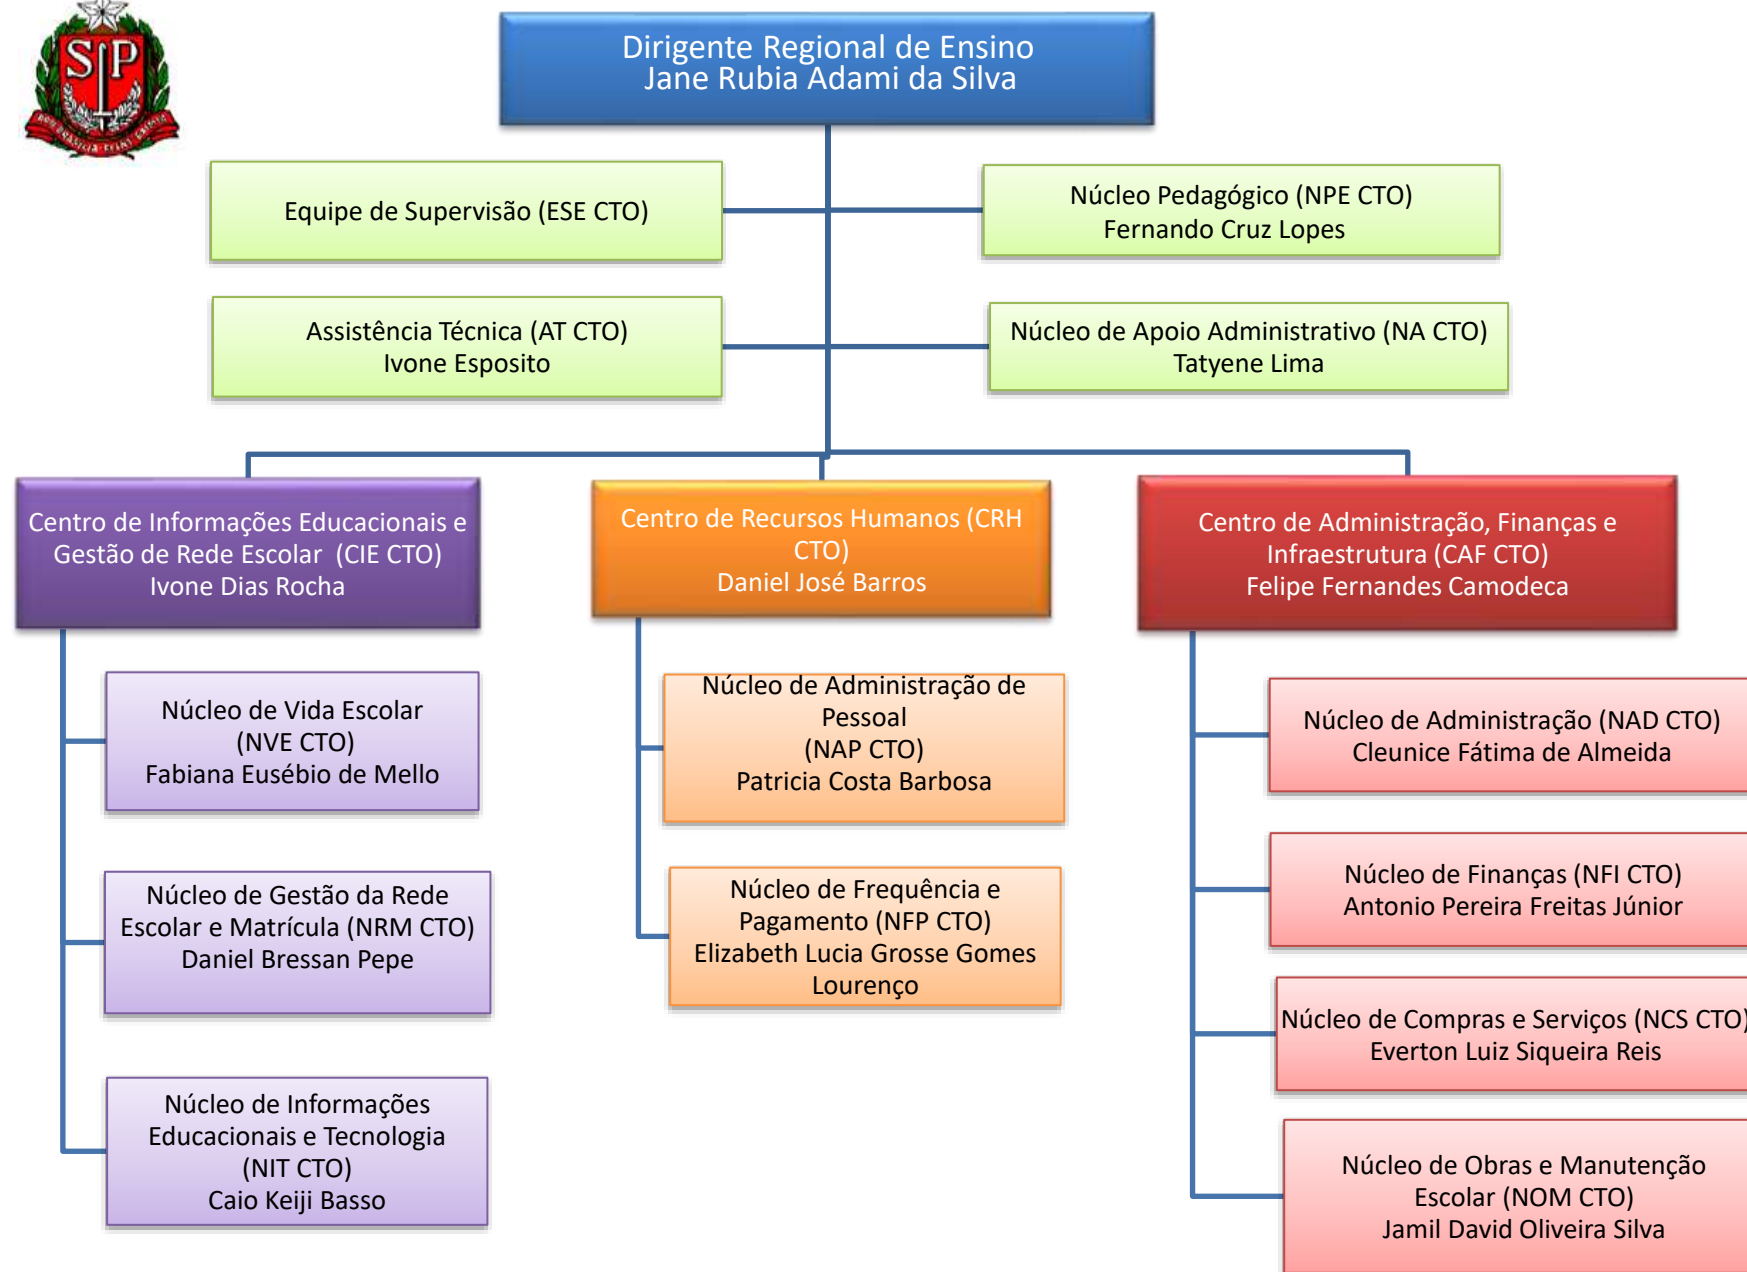 SP
Dirigente Regional de Ensino
Jane Rubia Adami da Silva
Equipe de Supervisão (ESE CTO)
Núcleo Pedagógico (NPE CTO)
Fernando Cruz Lopes
Assistência Técnica (AT CTO)
Ivone Esposito
Núcleo de Apoio Administrativo (NA CTO)
Tatyene Lima
Centro de Informações Educacionais e
Gestão de Rede Escolar (CIE CTO)
Ivone Dias Rocha
Centro de Recursos Humanos (CRH
CTO)
Daniel José Barros
Centro de Administração, Finanças e
Infraestrutura (CAF CTO)
Felipe Fernandes Camodeca
Núcleo de Vida Escolar
(NVE CTO)
Fabiana Eusébio de Mello
Núcleo de Gestão da Rede
Escolar e Matrícula (NRM CTO)
Daniel Bressan Pepe
Núcleo de Informações
Educacionais e Tecnologia
(NIT CTO)
Caio Keiji Basso
Núcleo de Administração de
Pessoal
(NAP CTO)
Patricia Costa Barbosa
Núcleo de Frequência e
Pagamento (NFP CTO)
Elizabeth Lucia Grosse Gomes
Lourenço
Núcleo de Administração (NAD CTO)
Cleunice Fátima de Almeida
Núcleo de Finanças (NFI CTO)
Antonio Pereira Freitas Júnior
Núcleo de Compras e Serviços (NCS CTO)
Everton Luiz Siqueira Reis
Núcleo de Obras e Manutenção
Escolar (NOM CTO)
Jamil David Oliveira Silva